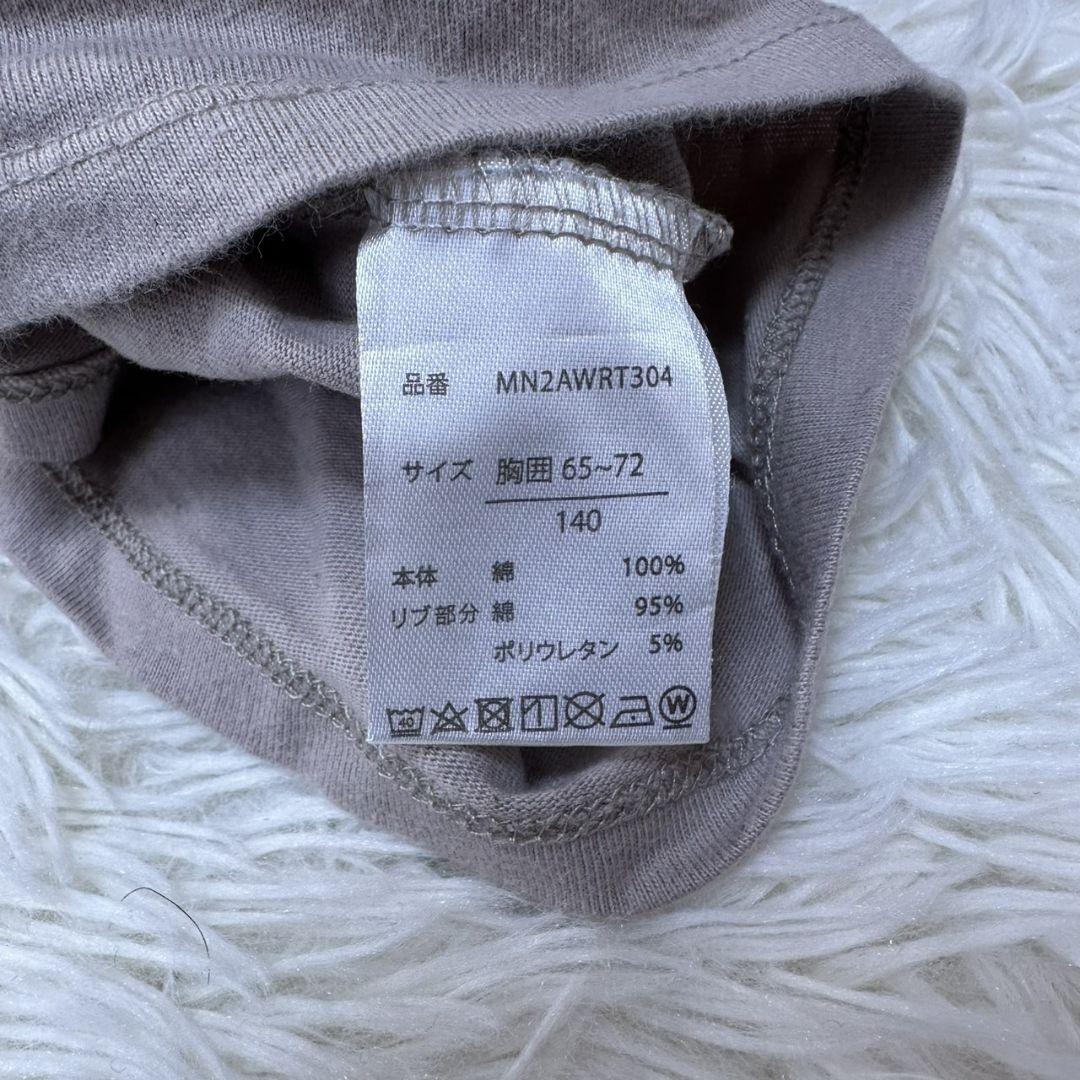 品番 MN2AWRT304
サイズ 胸囲 65~72
140
本体 綿 100%
リブ部分 綿 95%
ポリウレタン 5%
40 W